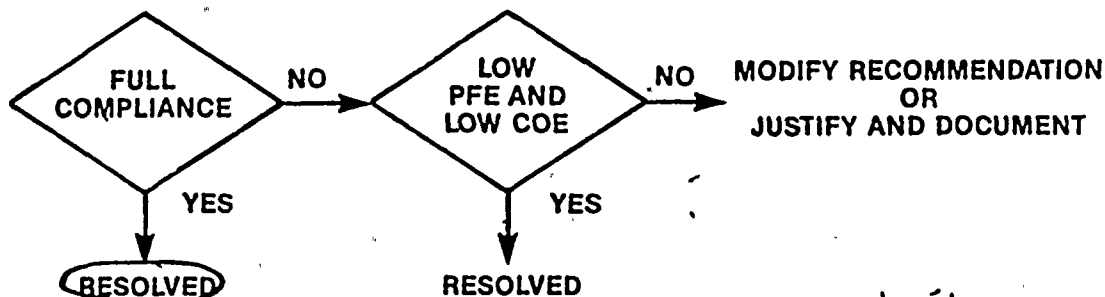 FULL
COMPLIANCE
NO
LOW
PFE AND
LOW COE
NO
MODIFY RECOMMENDATION
OR
JUSTIFY AND DOCUMENT
YES
YES
RESOLVED
RESOLVED